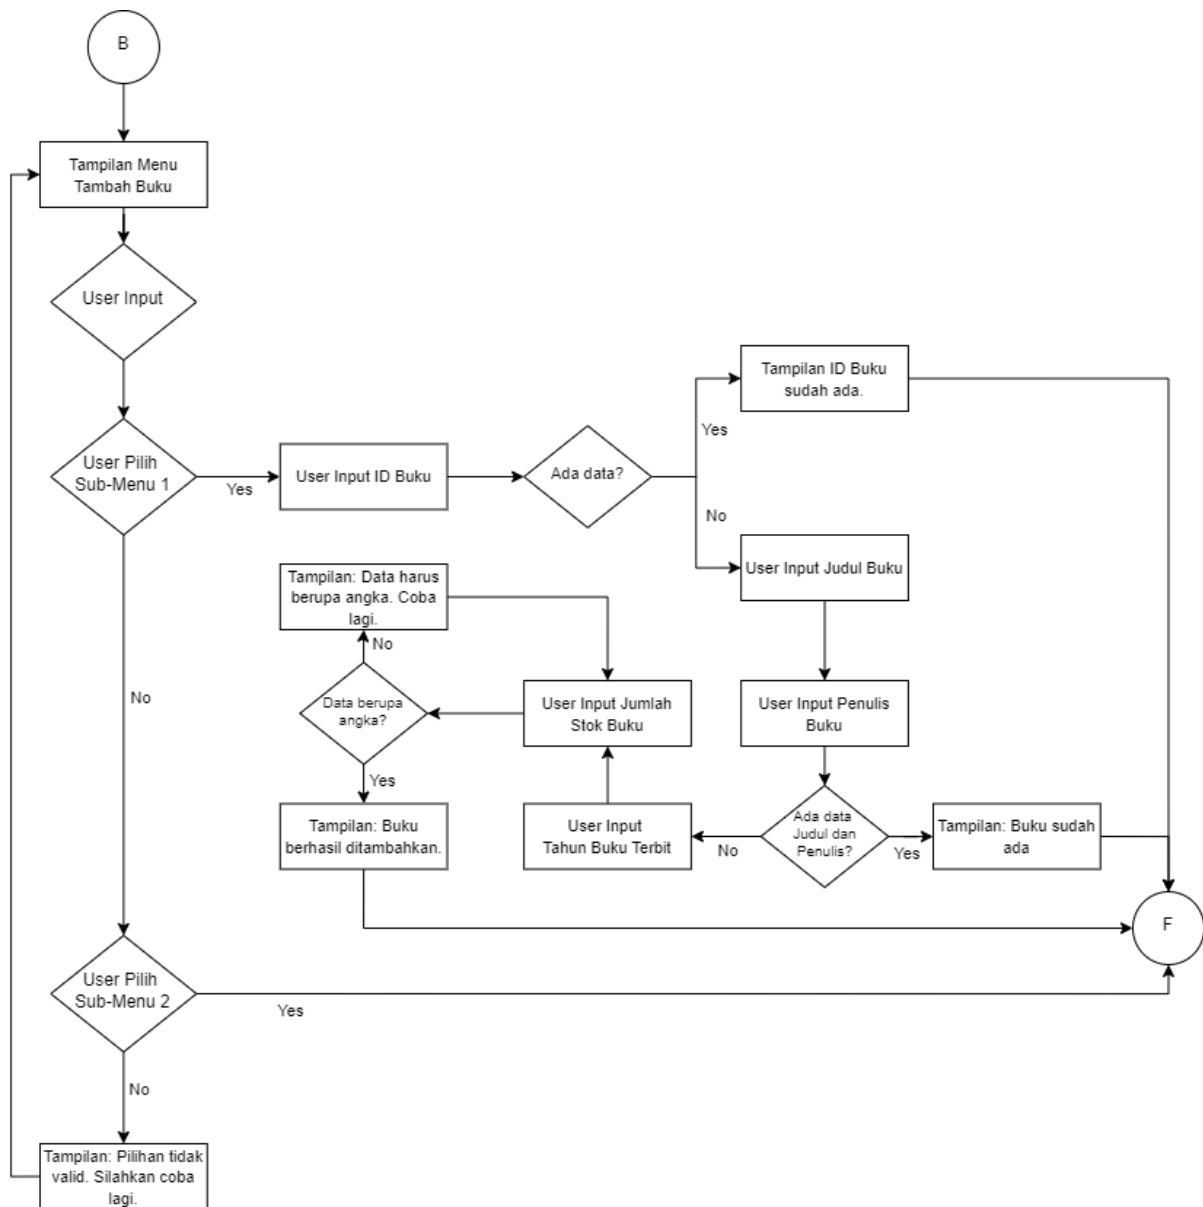 B
Tampilan Menu
Tambah Buku
User Input
User Pilih
Sub-Menu 1
Yes
User Input ID Buku
Ada data?
Yes
Tampilan ID Buku
sudah ada.
No
User Input Judul Buku
User Input Penulis
Buku
Ada data
Judul dan
Penulis?
Yes
Tampilan: Buku sudah
ada
No
User Input
Tahun Buku Terbit
User Input Jumlah
Stok Buku
Data berupa
angka?
No
Tampilan: Data harus
berupa angka. Coba
lagi.
Yes
Tampilan: Buku
berhasil ditambahkan.
F
No
User Pilih
Sub-Menu 2
Yes
No
Tampilan: Pilihan tidak
valid. Silahkan coba
lagi.